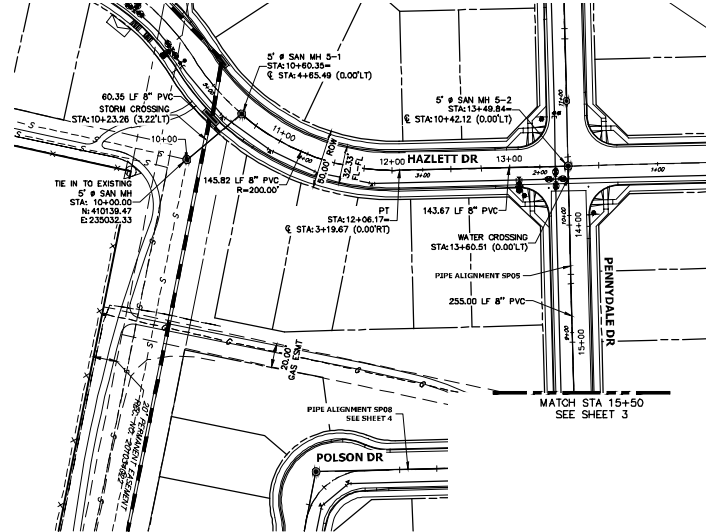 5' ø SAN MH 5-1
STA:10+60.35=
℄ STA: 4+65.49 (0.00'LT)
60.35 LF 8" PVC
STORM CROSSING
STA:10+23.26 (3.22'LT)
5' ø SAN MH 5-2
STA:13+49.84=
℄ STA:10+42.12 (0.00'LT)
10+00
11+00
12+00
HAZLETT DR
13+00
50.00' ROW
32.33'
FL-FL
3+00
2+00
1+00
TIE IN TO EXISTING
5' ø SAN MH
STA: 10+00.00
N: 410139.47
E: 235032.33
145.82 LF 8" PVC
R=200.00'
PT
STA:12+06.17=
℄ STA: 3+19.67 (0.00'RT)
143.67 LF 8" PVC
WATER CROSSING
STA:13+60.51 (0.00'LT)
14+00
PIPE ALIGNMENT SP05
255.00 LF 8" PVC
PENNYDALE DR
15+00
20.00'
GAS ESMT
MATCH STA 15+50
SEE SHEET 3
20' PERMANENT EASEMENT
PIPE ALIGNMENT SP08
SEE SHEET 4
POLSON DR